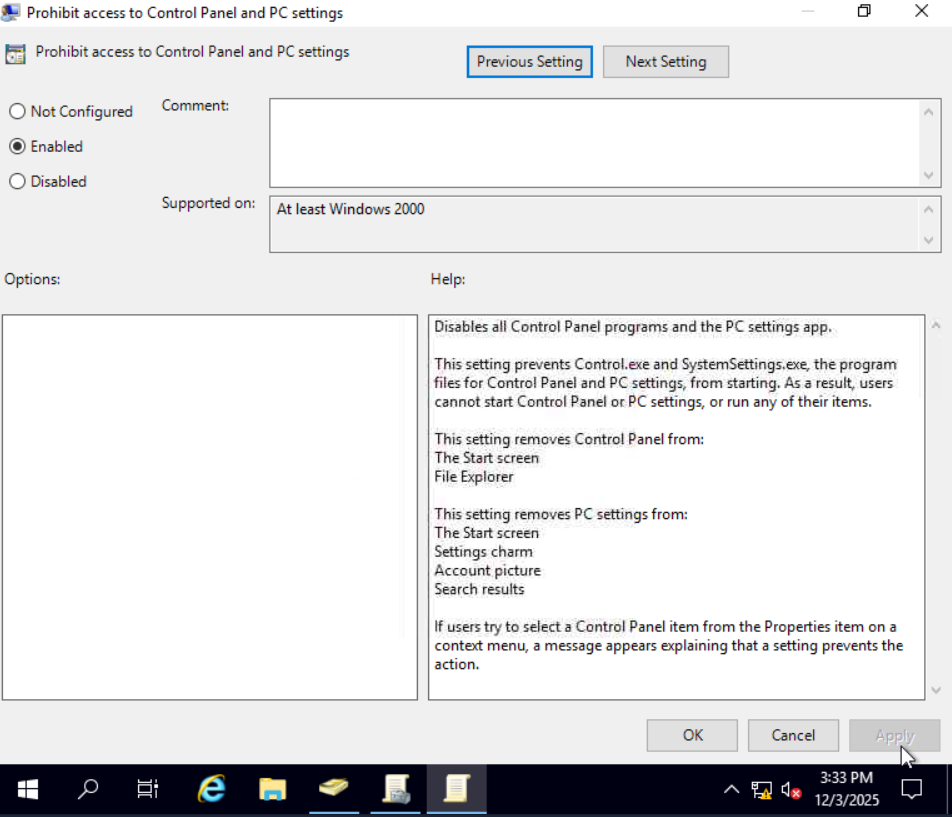 Prohibit access to Control Panel and PC settings
Prohibit access to Control Panel and PC settings
Previous Setting
Next Setting
Not Configured
Comment:
Enabled
Disabled
Supported on:
At least Windows 2000
Options:
Help:
Disables all Control Panel programs and the PC settings app.
This setting prevents Control.exe and SystemSettings.exe, the program
files for Control Panel and PC settings, from starting. As a result, users
cannot start Control Panel or PC settings, or run any of their items.
This setting removes Control Panel from:
The Start screen
File Explorer
This setting removes PC settings from:
The Start screen
Settings charm
Account picture
Search results
If users try to select a Control Panel item from the Properties item on a
context menu, a message appears explaining that a setting prevents the
action.
OK
Cancel
Apply
3:33 PM
12/3/2025